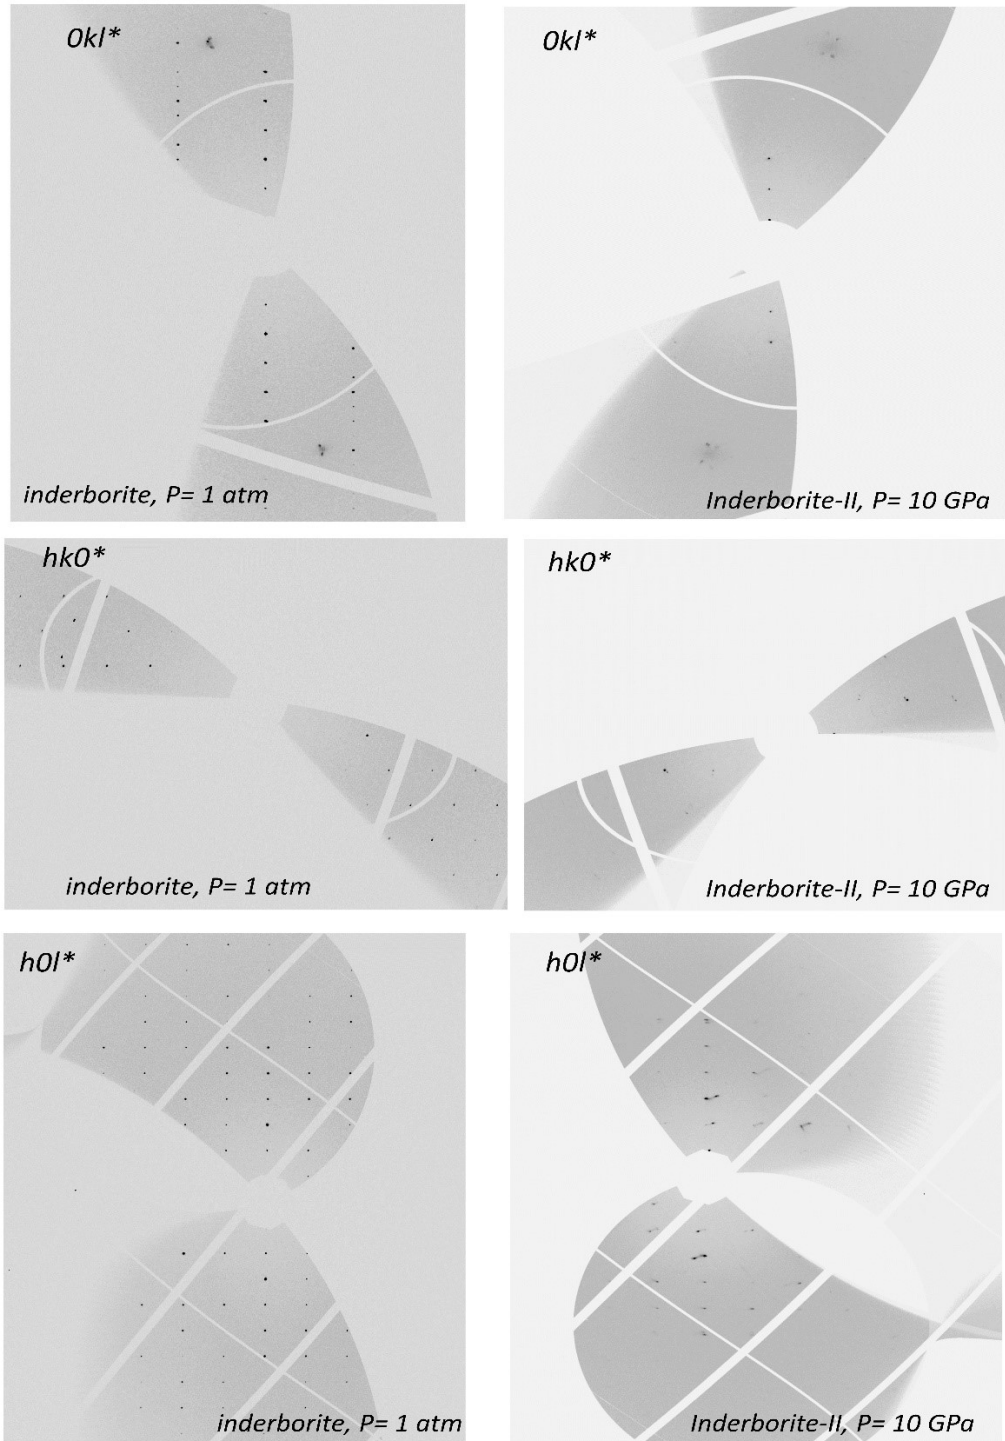 0kl*
0kl*
inderborite, P= 1 atm
Inderborite-II, P= 10 GPa
hk0*
hk0*
inderborite, P= 1 atm
Inderborite-II, P= 10 GPa
h0l*
h0l*
inderborite, P= 1 atm
Inderborite-II, P= 10 GPa